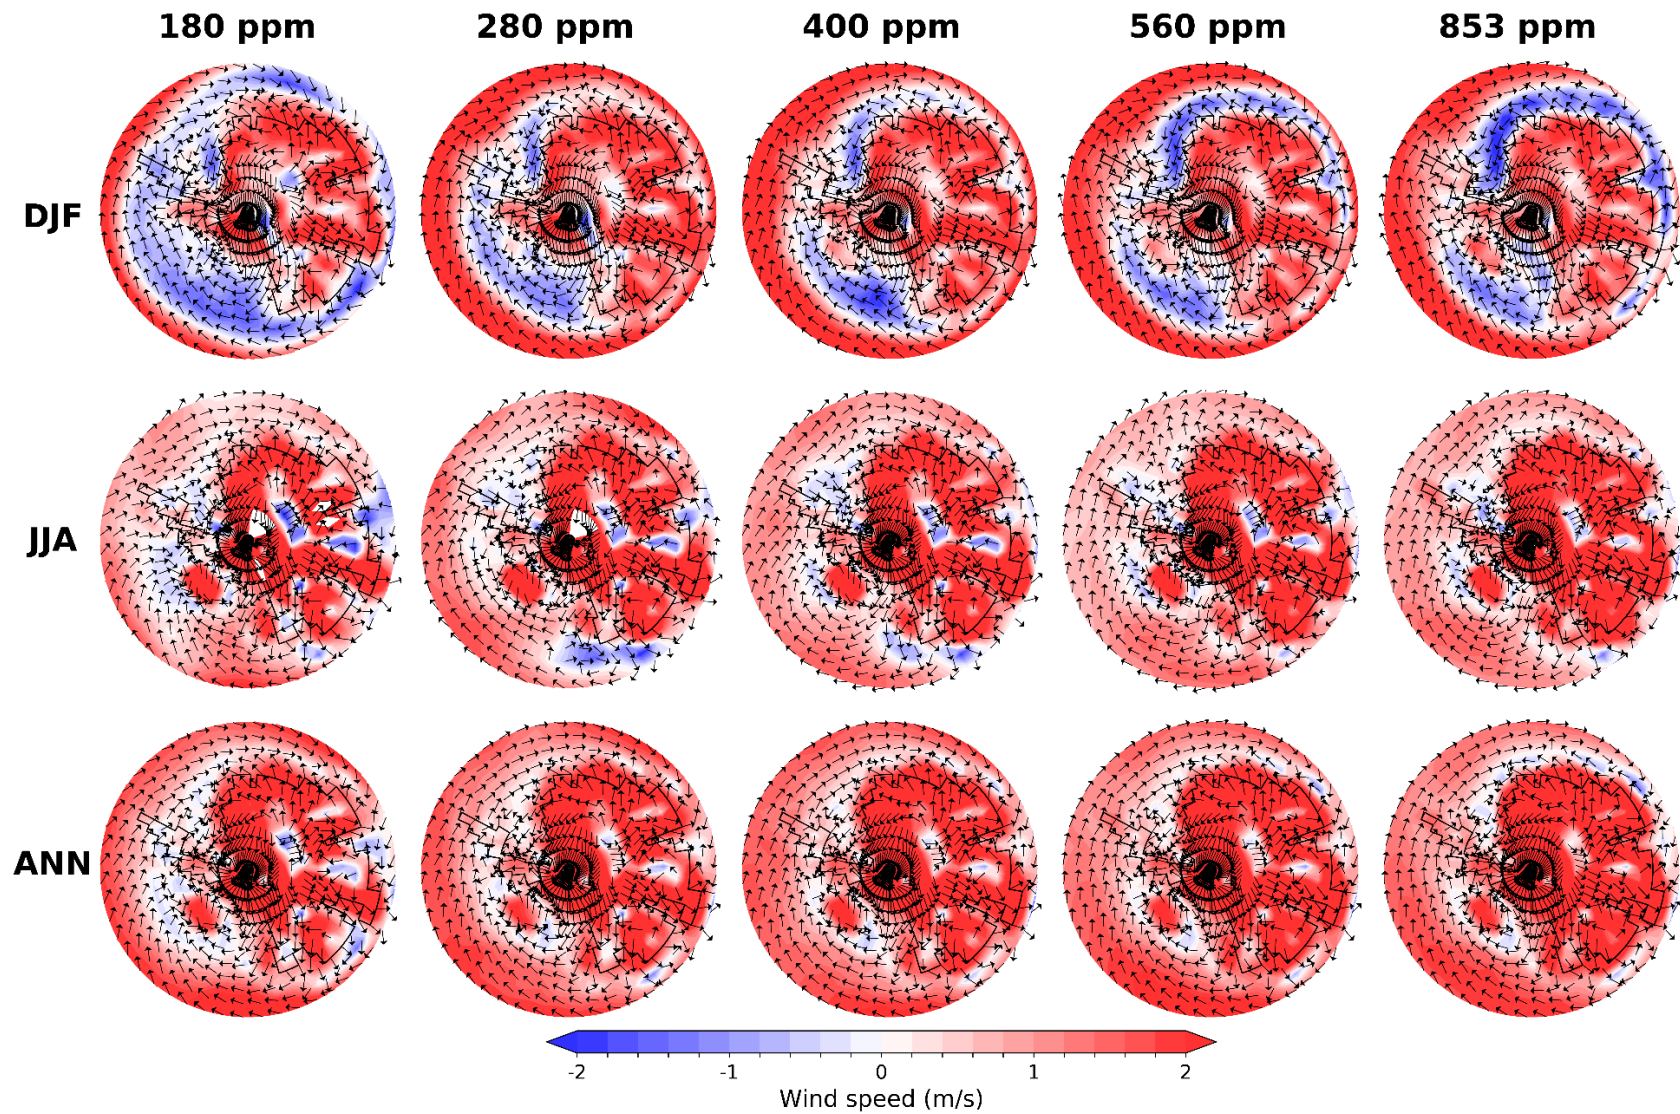 180 ppm 280 ppm 400 ppm 560 ppm 853 ppm
DJF
JJA
ANN
-2 -1 0 1 2
Wind speed (m/s)